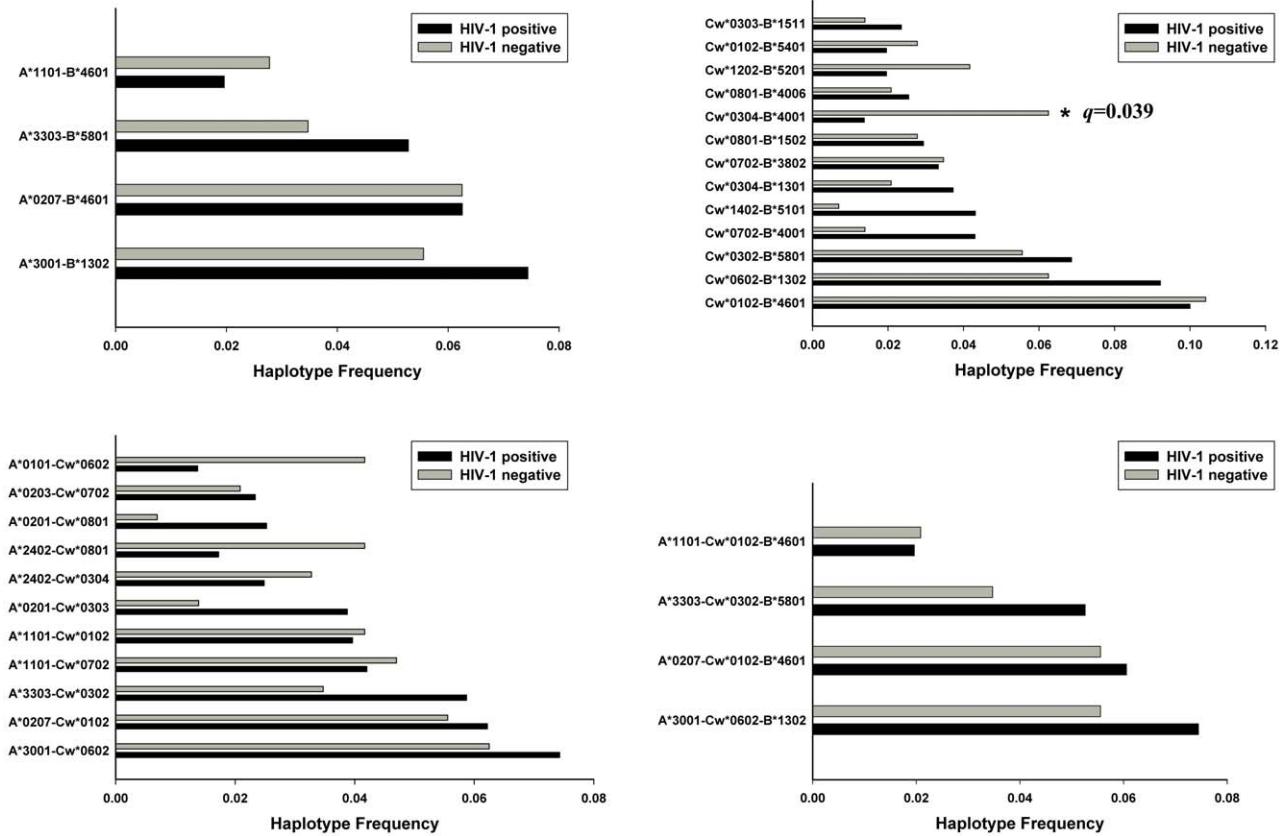 HIV-1 positive
HIV-1 negative
A*1101-B*4601
A*3303-B*5801
A*0207-B*4601
A*3001-B*1302
0.00 0.02 0.04 0.06 0.08
Haplotype Frequency
HIV-1 positive
HIV-1 negative
Cw*0303-B*1511
Cw*0102-B*5401
Cw*1202-B*5201
Cw*0801-B*4006
Cw*0304-B*4001 * q=0.039
Cw*0801-B*1502
Cw*0702-B*3802
Cw*0304-B*1301
Cw*1402-B*5101
Cw*0702-B*4001
Cw*0302-B*5801
Cw*0602-B*1302
Cw*0102-B*4601
0.00 0.02 0.04 0.06 0.08 0.10 0.12
Haplotype Frequency
HIV-1 positive
HIV-1 negative
A*0101-Cw*0602
A*0203-Cw*0702
A*0201-Cw*0801
A*2402-Cw*0801
A*2402-Cw*0304
A*0201-Cw*0303
A*1101-Cw*0102
A*1101-Cw*0702
A*3303-Cw*0302
A*0207-Cw*0102
A*3001-Cw*0602
0.00 0.02 0.04 0.06 0.08
Haplotype Frequency
HIV-1 positive
HIV-1 negative
A*1101-Cw*0102-B*4601
A*3303-Cw*0302-B*5801
A*0207-Cw*0102-B*4601
A*3001-Cw*0602-B*1302
0.00 0.02 0.04 0.06 0.08
Haplotype Frequency